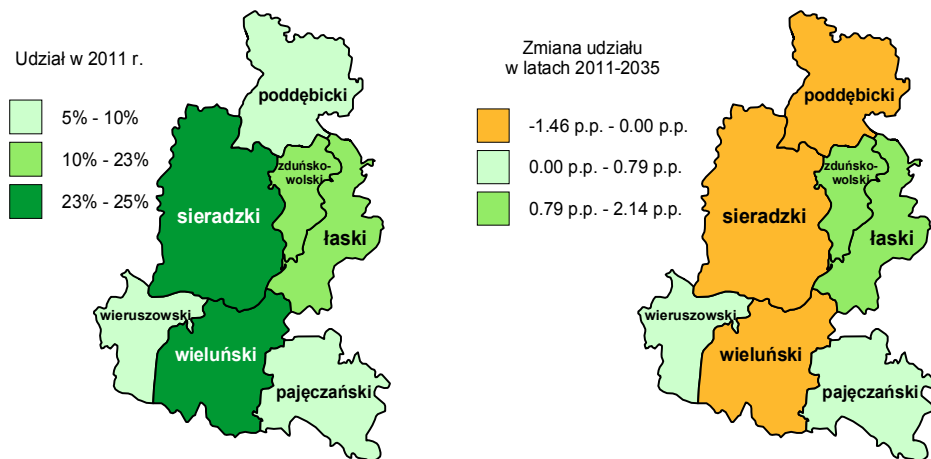 Udział w 2011 r.
5% - 10%
10% - 23%
23% - 25%
poddębicki
zduńsko-
wolski
sieradzki
łaski
wieruszowski
wieluński
pajęczański
Zmiana udziału
w latach 2011-2035
-1.46 p.p. - 0.00 p.p.
0.00 p.p. - 0.79 p.p.
0.79 p.p. - 2.14 p.p.
poddębicki
zduńsko-
wolski
sieradzki
łaski
wieruszowski
wieluński
pajęczański